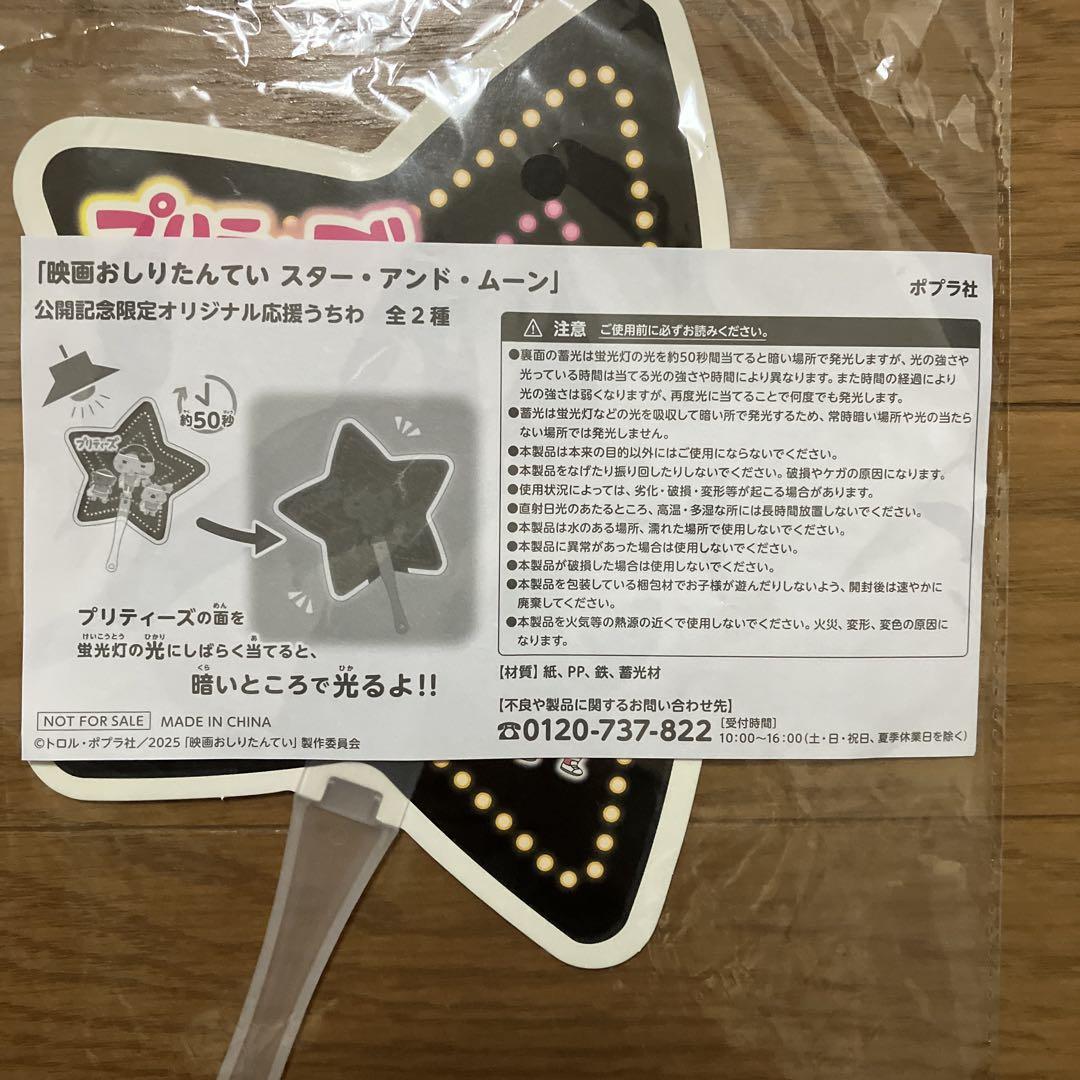 プリティーズ
「映画おしりたんてい スター・アンド・ムーン」
公開記念限定オリジナル応援うちわ 全2種
ポプラ社
約50秒
プリティーズ
プリティーズの面を
蛍光灯の光にしばらく当てると、
暗いところで光るよ!!
NOT FOR SALE MADE IN CHINA
©トロル・ポプラ社/2025「映画おしりたんてい」製作委員会
⚠ 注意 ご使用前に必ずお読みください。
●裏面の蓄光は蛍光灯の光を約50秒間当てると暗い場所で発光しますが、光の強さや
光っている時間は当てる光の強さや時間により異なります。また時間の経過により
光の強さは弱くなりますが、再度光に当てることで何度でも発光します。
●蓄光は蛍光灯などの光を吸収して暗い所で発光するため、常時暗い場所や光の当たら
ない場所では発光しません。
●本製品は本来の目的以外にはご使用にならないでください。
●本製品をなげたり振り回したりしないでください。破損やケガの原因になります。
●使用状況によっては、劣化・破損・変形等が起こる場合があります。
●直射日光のあたるところ、高温・多湿な所には長時間放置しないでください。
●本製品は水のある場所、濡れた場所で使用しないでください。
●本製品に異常があった場合は使用しないでください。
●本製品が破損した場合は使用しないでください。
●本製品を包装している梱包材でお子様が遊んだりしないよう、開封後は速やかに
廃棄してください。
●本製品を火気等の熱源の近くで使用しないでください。火災、変形、変色の原因に
なります。
【材質】紙、PP、鉄、蓄光材
【不良や製品に関するお問い合わせ先】
☎0120-737-822 [受付時間]
10:00~16:00(土・日・祝日、夏季休業日を除く)